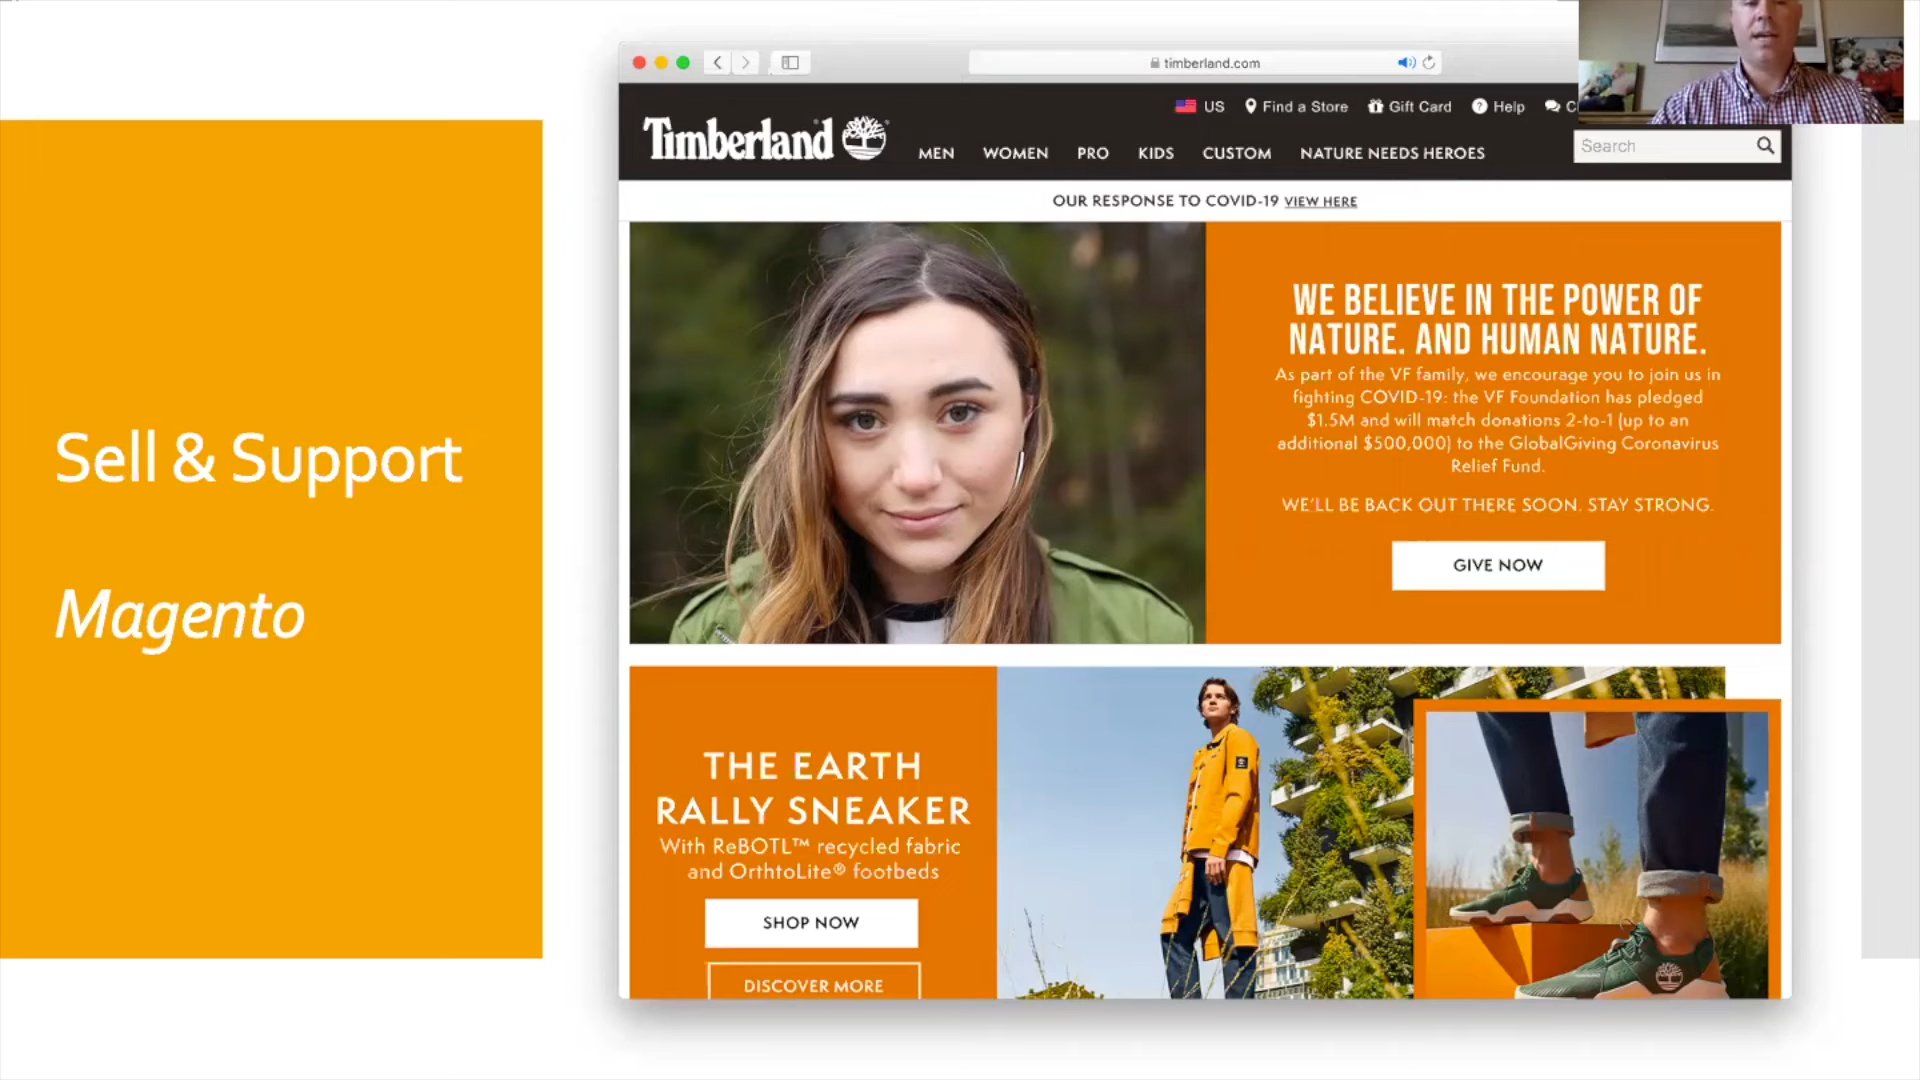 Sell & Support
Magento
timberland.com
US
Find a Store
Gift Card
Help
Timberland
MEN
WOMEN
PRO
KIDS
CUSTOM
NATURE NEEDS HEROES
Search
OUR RESPONSE TO COVID-19 VIEW HERE
WE BELIEVE IN THE POWER OF
NATURE. AND HUMAN NATURE.
As part of the VF family, we encourage you to join us in
fighting COVID-19: the VF Foundation has pledged
$1.5M and will match donations 2-to-1 (up to an
additional $500,000) to the GlobalGiving Coronavirus
Relief Fund.
WE'LL BE BACK OUT THERE SOON. STAY STRONG.
GIVE NOW
THE EARTH
RALLY SNEAKER
With ReBOTL™ recycled fabric
and OrthtoLite® footbeds
SHOP NOW
DISCOVER MORE